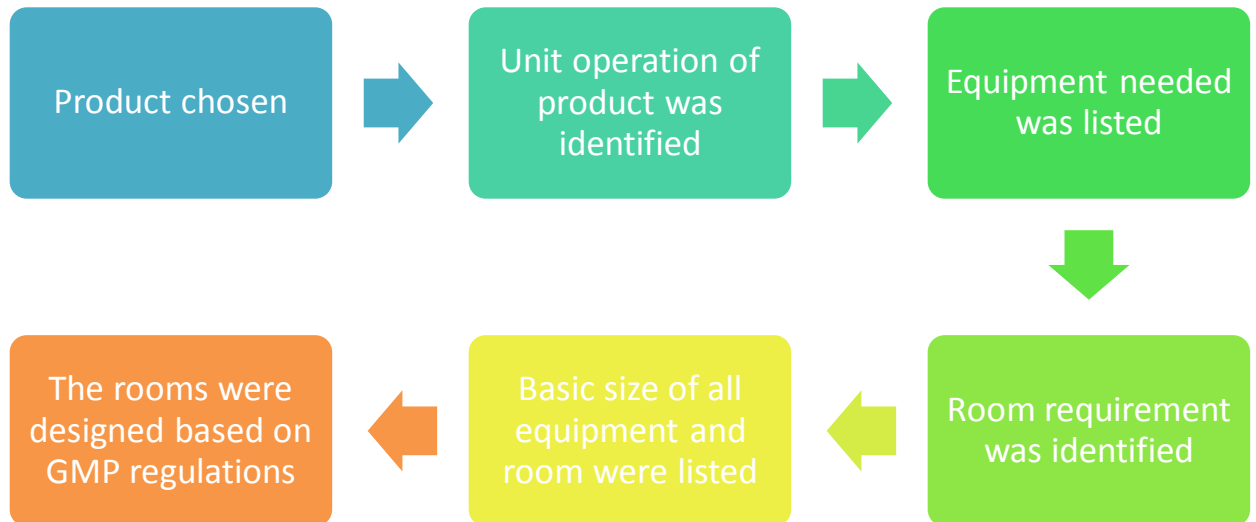 Product chosen
Unit operation of
product was
identified
Equipment needed
was listed
Room requirement
was identified
Basic size of all
equipment and
room were listed
The rooms were
designed based on
GMP regulations